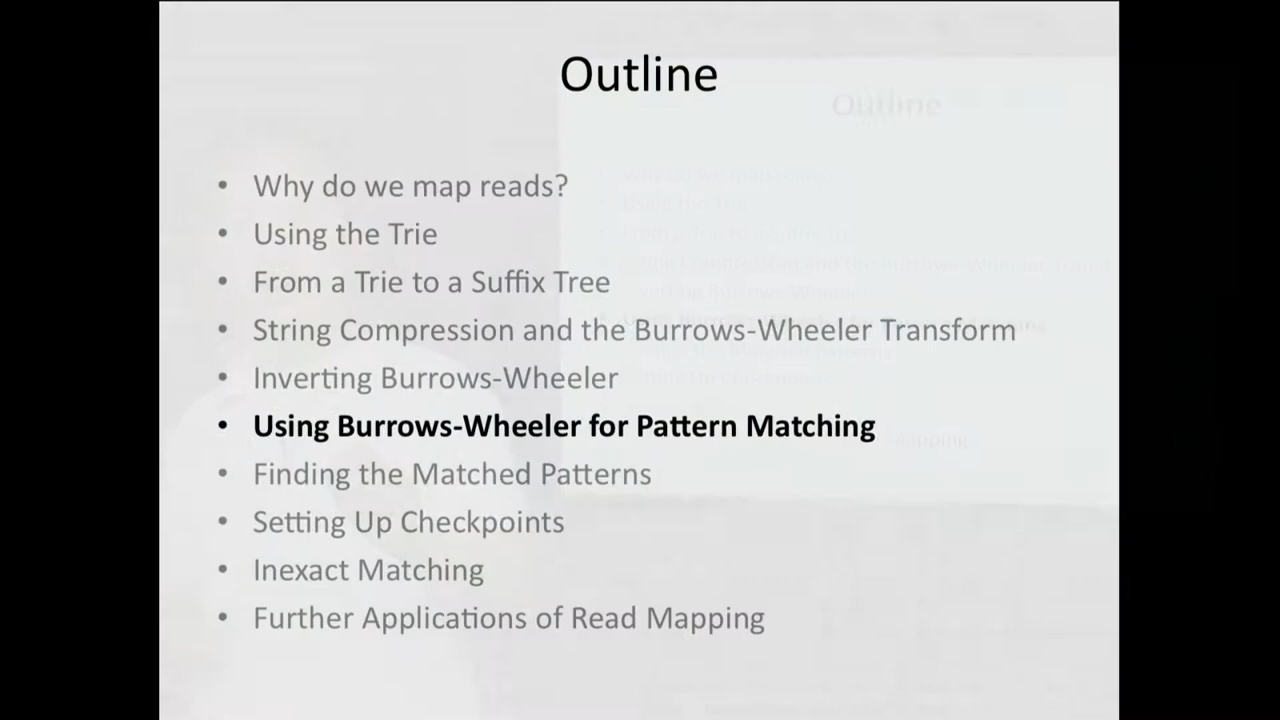 Outline
• Why do we map reads?
• Using the Trie
• From a Trie to a Suffix Tree
• String Compression and the Burrows-Wheeler Transform
• Inverting Burrows-Wheeler
• Using Burrows-Wheeler for Pattern Matching
• Finding the Matched Patterns
• Setting Up Checkpoints
• Inexact Matching
• Further Applications of Read Mapping
Outline